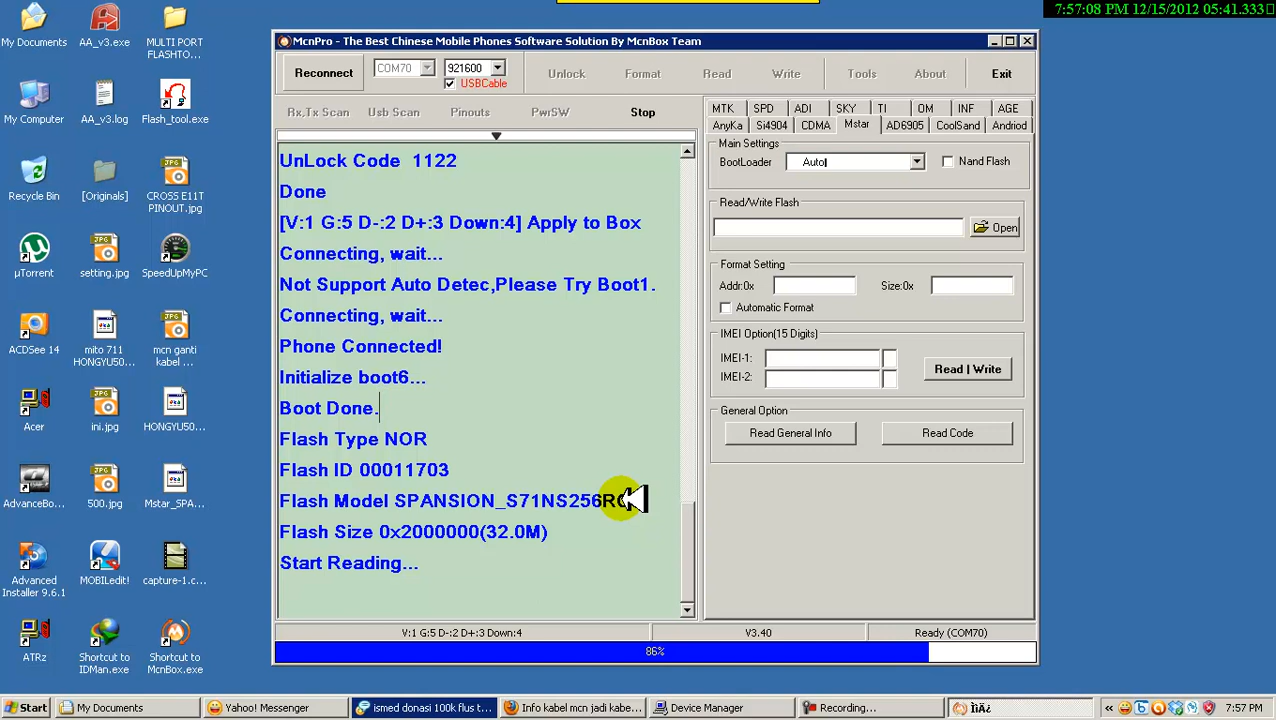 7:57:08 PM 12/15/2012 05:41.333
My Documents
AA_v3.exe
MULTI PORT FLASHTO...
My Computer
AA_v3.log
Flash_tool.exe
Recycle Bin
[Originals]
CROSS E11T PINOUT.jpg
µTorrent
setting.jpg
SpeedUpMyPC
ACDSee 14
mito 711 HONGYU50...
mcn ganti kabel ...
Acer
ini.jpg
HONGYU50...
AdvanceBo...
500.jpg
Mstar_SPA...
Advanced Installer 9.6.1
MOBILedit!
capture-1.c...
ATRz
Shortcut to IDMan.exe
Shortcut to McnBox.exe
McnPro - The Best Chinese Mobile Phones Software Solution By McnBox Team
Reconnect
COM70
921600
USBCable
Unlock
Format
Read
Write
Tools
About
Exit
Rx,Tx Scan
Usb Scan
Pinouts
PwrSW
Stop
UnLock Code 1122
Done
[V:1 G:5 D-:2 D+:3 Down:4] Apply to Box
Connecting, wait...
Not Support Auto Detec,Please Try Boot1.
Connecting, wait...
Phone Connected!
Initialize boot6...
Boot Done.
Flash Type NOR
Flash ID 00011703
Flash Model
Flash Size 0x2000000(32.0M)
Start Reading...
MTK SPD ADI SKY TI OM INF AGE
AnyKa Si4904 CDMA Mstar AD6905 CoolSand Andriod
Main Settings
BootLoader Auto Nand Flash
Read/Write Flash
Open
Format Setting
Addr:0x Size:0x
Automatic Format
IMEI Option(15 Digits)
IMEI-1:
IMEI-2:
Read | Write
General Option
Read General Info
Read Code
V:1 G:5 D-:2 D+:3 Down:4
V3.40
Ready (COM70)
86%
Start
My Documents
Yahoo! Messenger
ismed donasi 100k flus t...
Info kabel mcn jadi kabe...
Device Manager
Recording...
7:57 PM